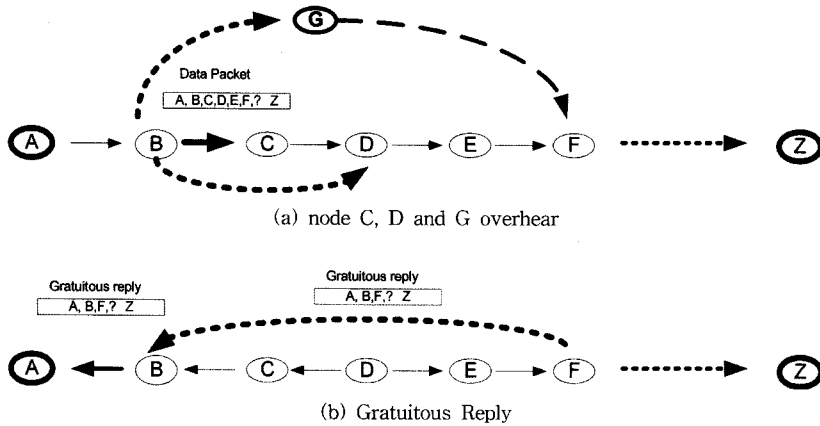 G
Data Packet
A, B,C,D,E,F,? Z
A B C D E F Z
(a) node C, D and G overhear
Gratuitous reply
A, B,F,? Z
Gratuitous reply
A, B,F,? Z
A B C D E F Z
(b) Gratuitous Reply